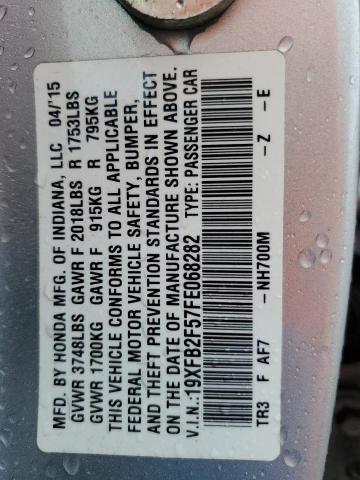 MFD. BY HONDA MFG. OF INDIANA, LLC 04/'15
GVWR 3748LBS GAWR F 2018LBS R 1753LBS
GVWR 1700KG GAWR F 915KG R 795KG
THIS VEHICLE CONFORMS TO ALL APPLICABLE
FEDERAL MOTOR VEHICLE SAFETY, BUMPER,
AND THEFT PREVENTION STANDARDS IN EFFECT
ON THE DATE OF MANUFACTURE SHOWN ABOVE.
V.I.N.:19XFB2F57FE068282 TYPE: PASSENGER CAR
TR3 F AF7 -NH700M -Z -E